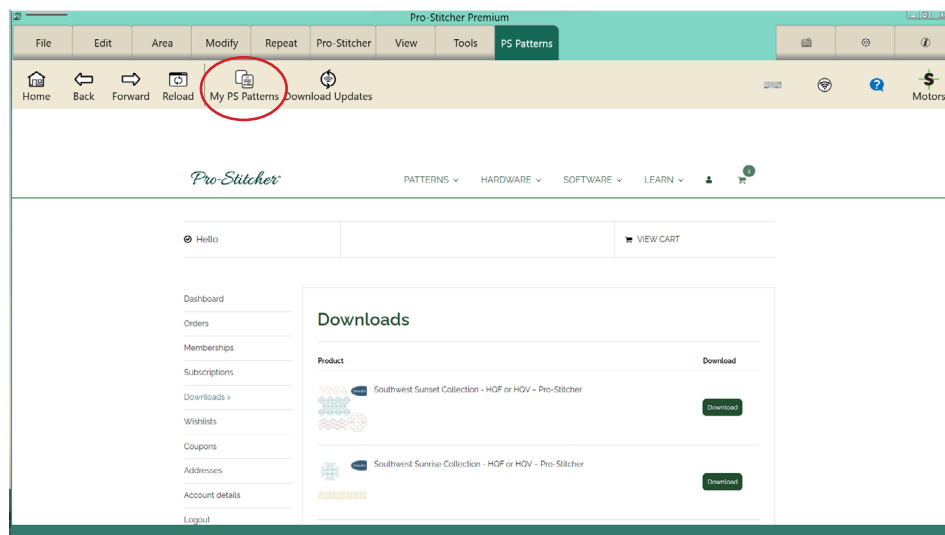 Pro-Stitcher Premium
File Edit Area Modify Repeat Pro-Stitcher View Tools PS Patterns
Home Back Forward Reload My PS Patterns Download Updates Motors
Pro-Stitcher
PATTERNS HARDWARE SOFTWARE LEARN 1
Hello VIEW CART
Dashboard
Orders
Memberships
Subscriptions
Downloads >
Wishlists
Coupons
Addresses
Account details
Logout
Downloads
Product Download
Southwest Sunset Collection - HQF or HQV – Pro-Stitcher
Download
Southwest Sunrise Collection - HQF or HQV - Pro-Stitcher
Download